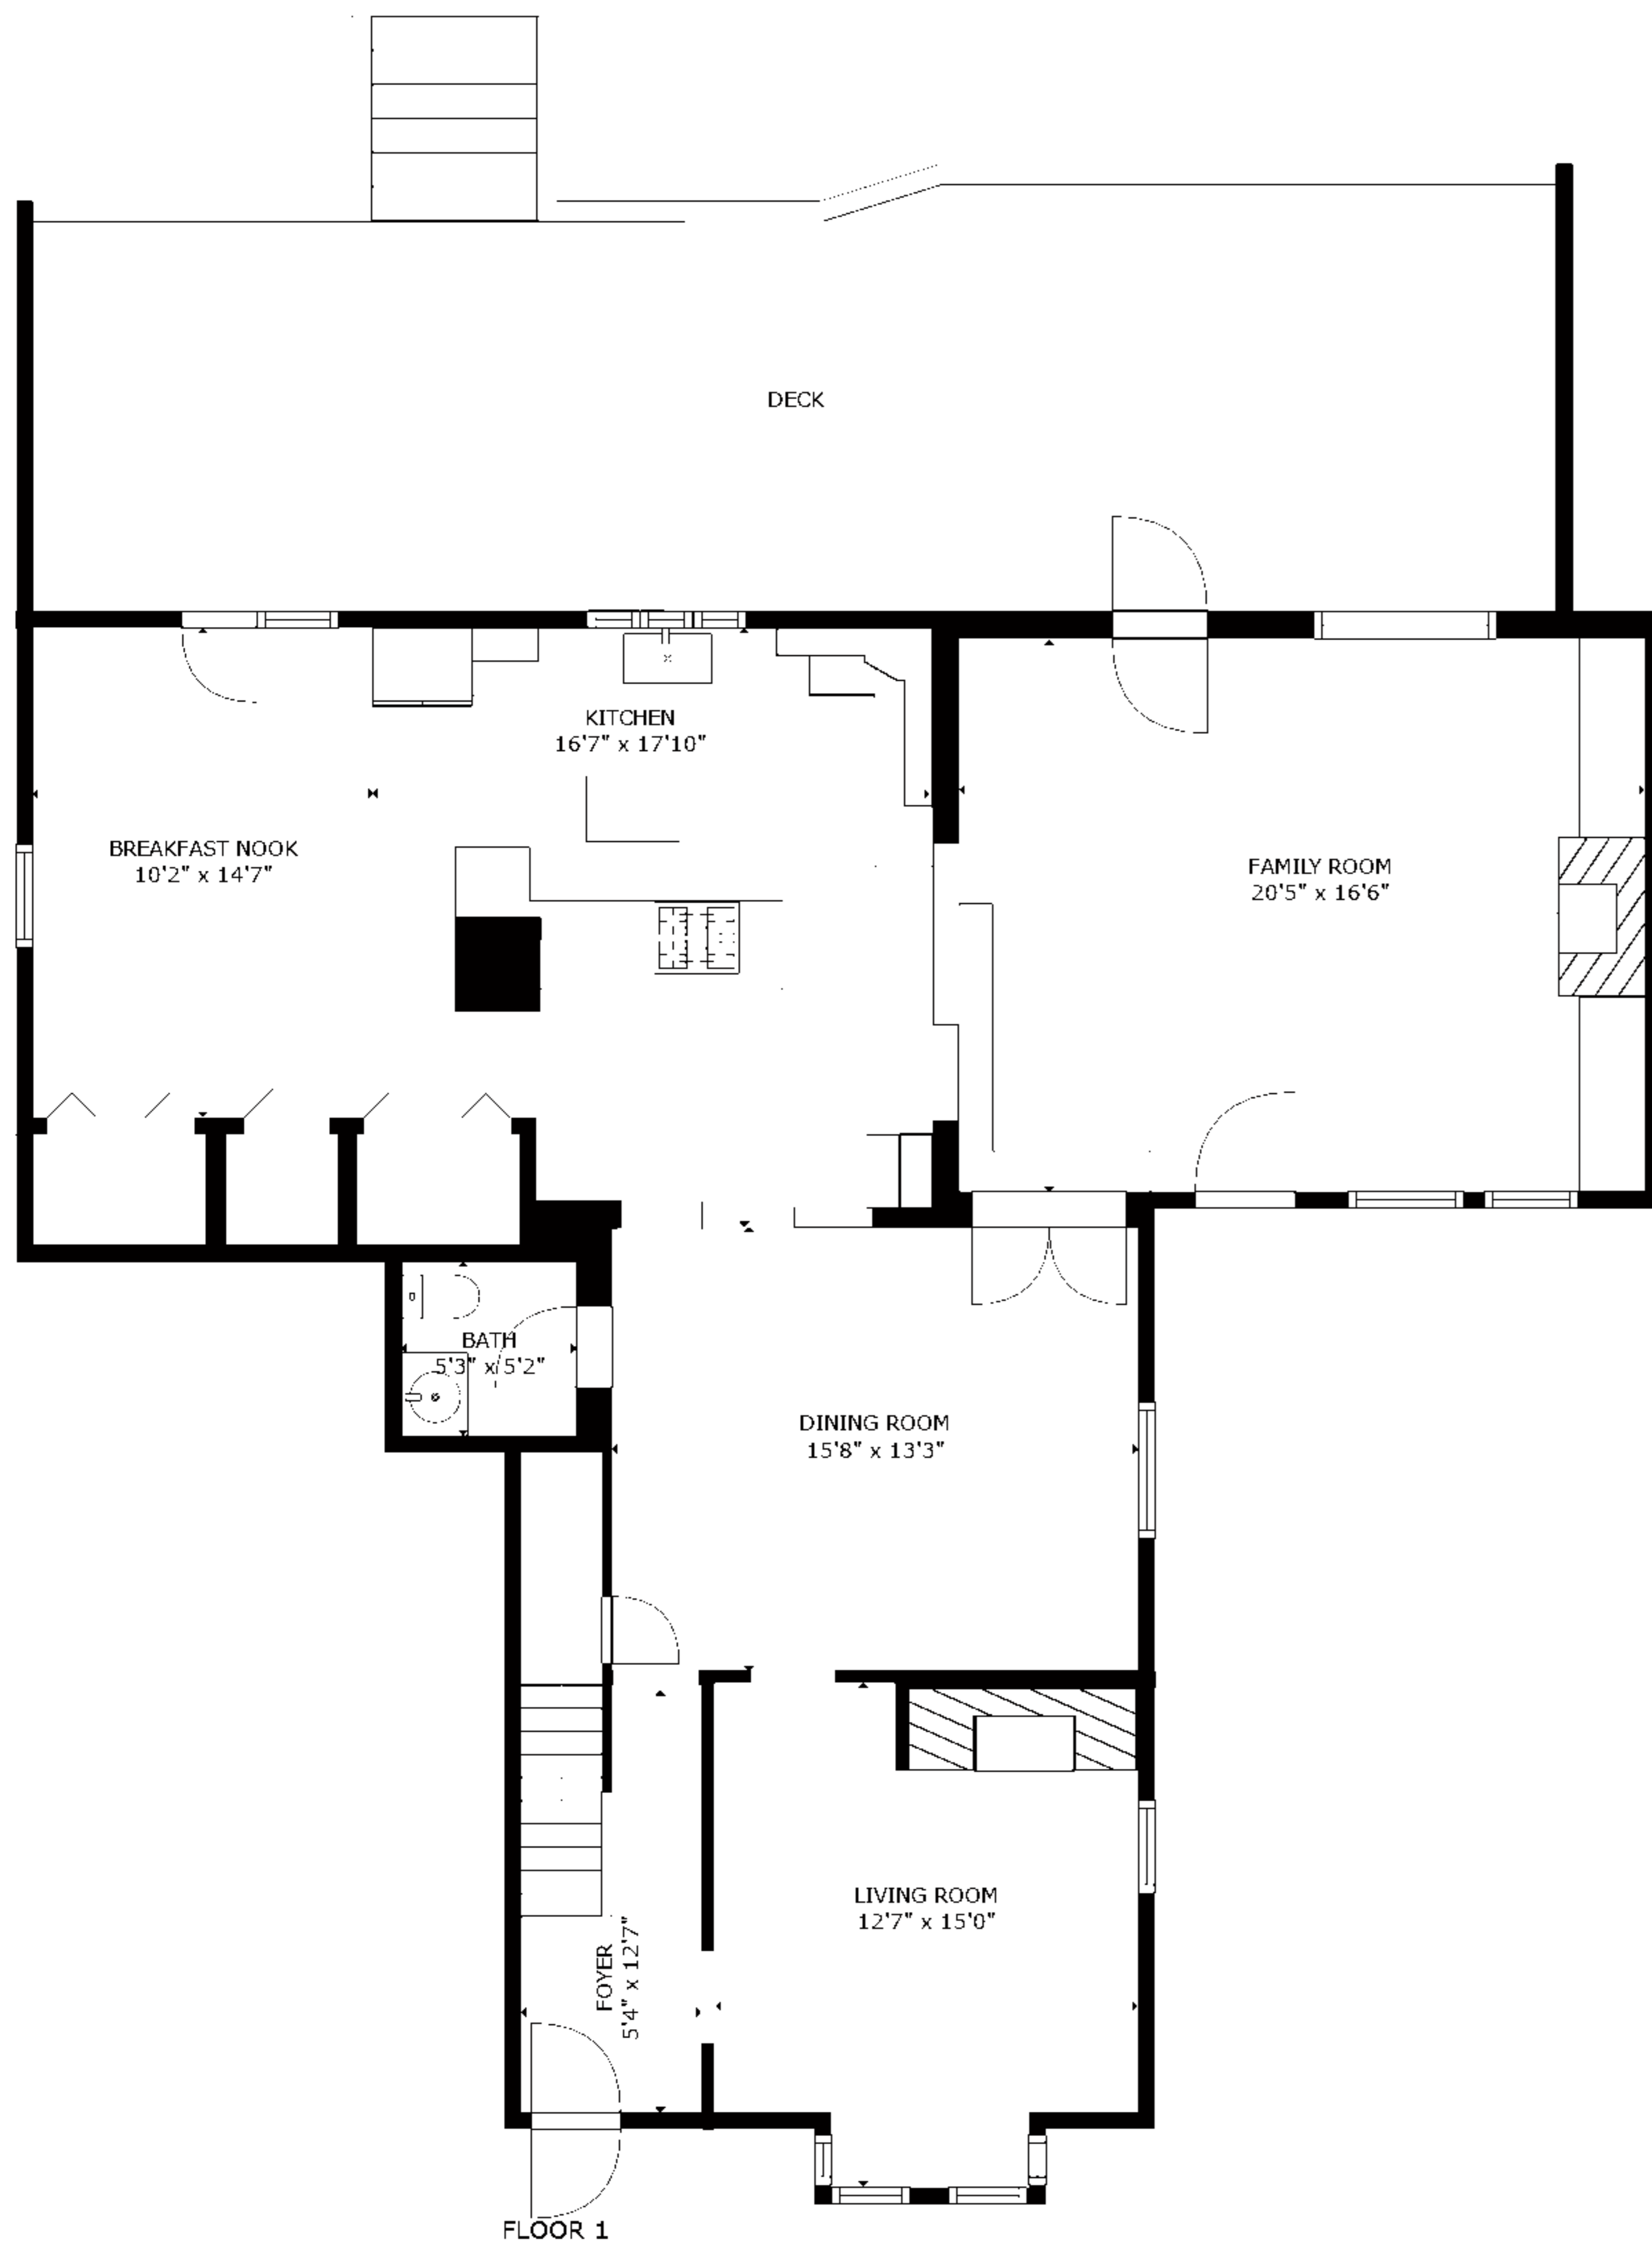 DECK
KITCHEN
16'7" x 17'10"
BREAKFAST NOOK
10'2" x 14'7"
FAMILY ROOM
20'5" x 16'6"
BATH
5'3" x 5'2"
DINING ROOM
15'8" x 13'3"
LIVING ROOM
12'7" x 15'0"
FOYER
5'4" x 12'7"
FLOOR 1